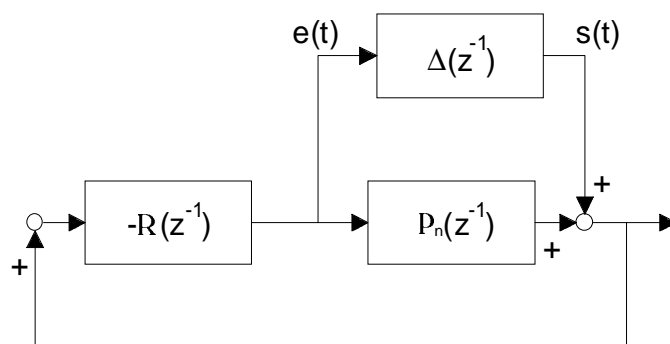 e(t)
Δ(z⁻¹)
s(t)
+
-R(z⁻¹)
Pₙ(z⁻¹)
+
+